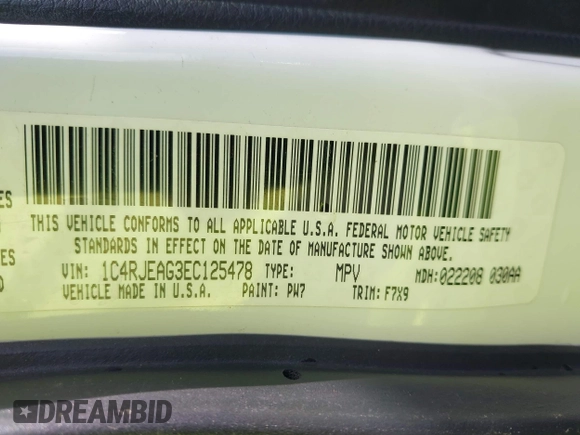 THIS VEHICLE CONFORMS TO ALL APPLICABLE U.S.A. FEDERAL MOTOR VEHICLE SAFETY
STANDARDS IN EFFECT ON THE DATE OF MANUFACTURE SHOWN ABOVE.
VIN: 1C4RJEAG3EC125478 TYPE: MPV MDH:022208 030AA
VEHICLE MADE IN U.S.A. PAINT: PW7 TRIM: F7X9
DREAMBID